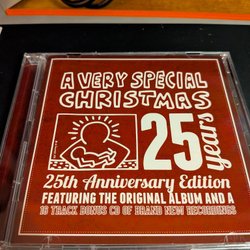 A VERY SPECIAL
CHRISTMAS
25
years
25th Anniversary Edition
FEATURING THE ORIGINAL ALBUM AND A
16 TRACK BONUS CD OF BRAND NEW RECORDINGS